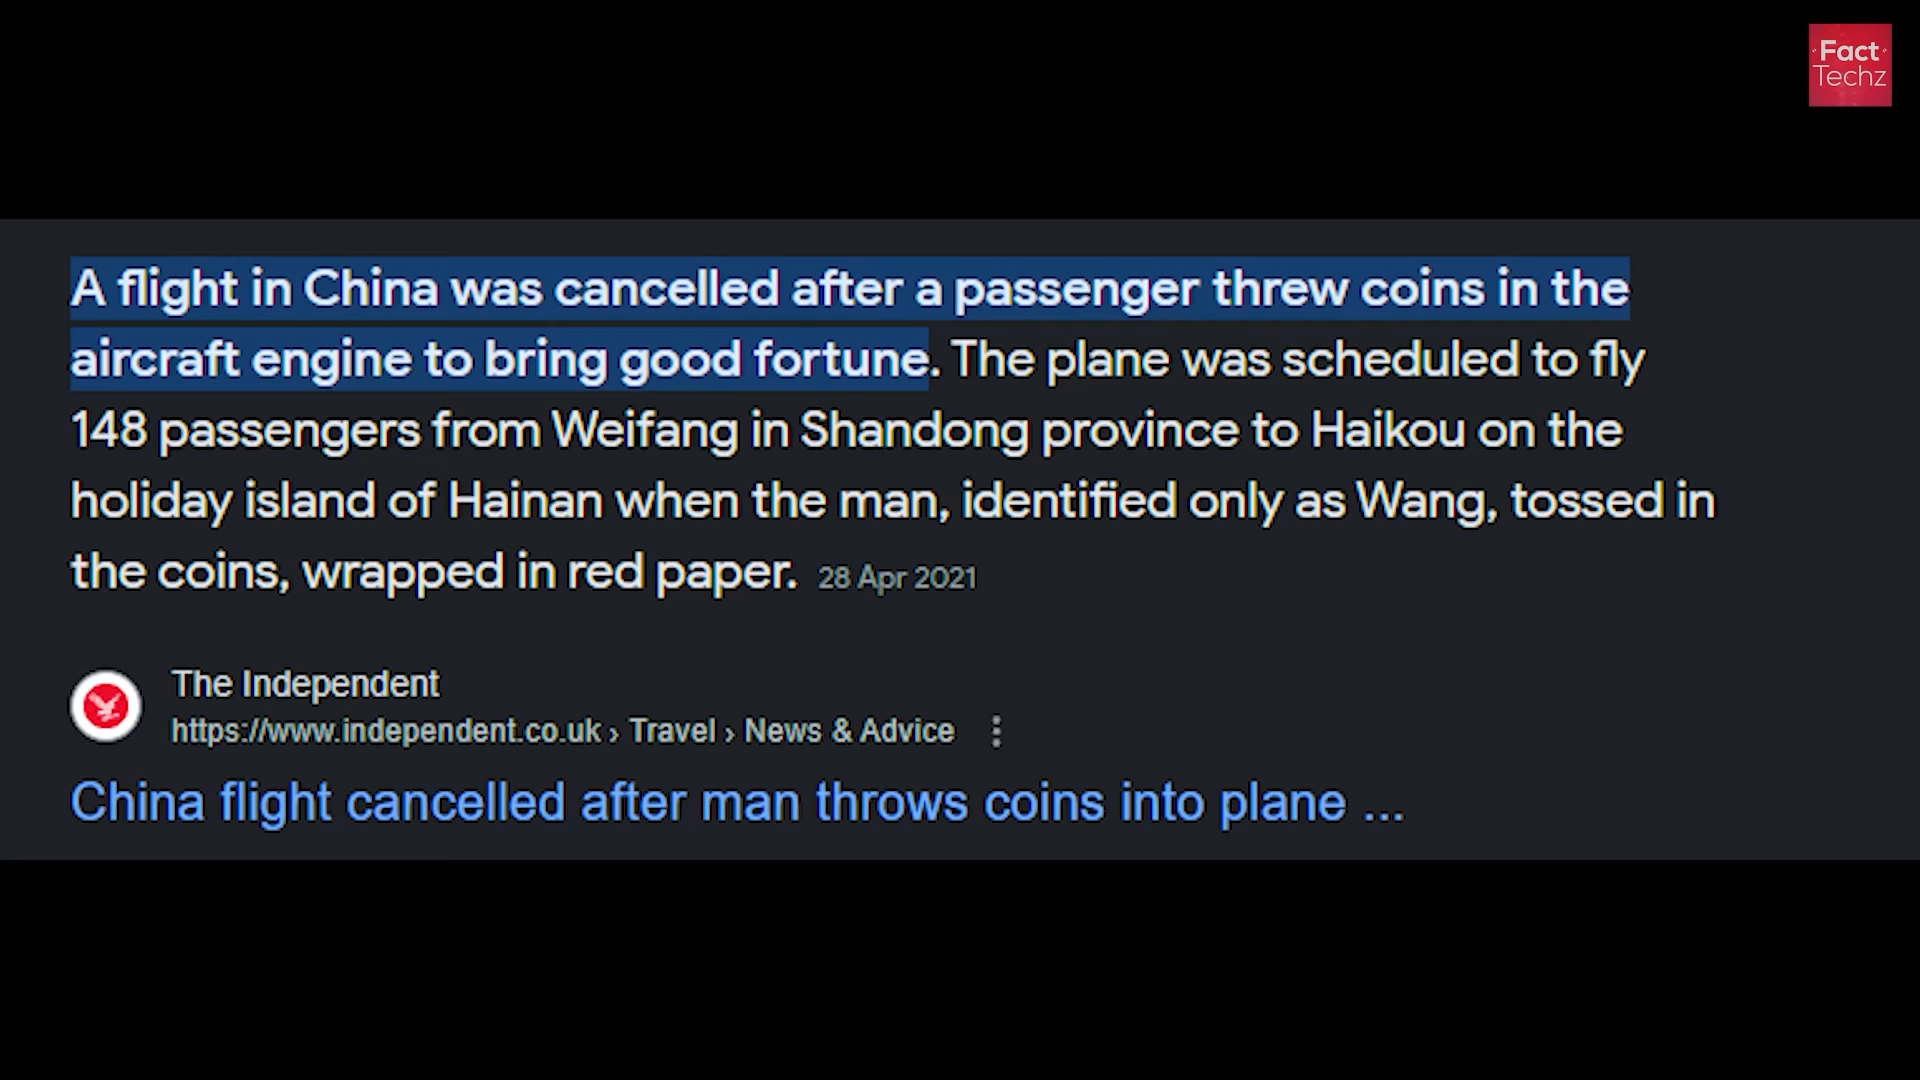 Fact
Techz
A flight in China was cancelled after a passenger threw coins in the
aircraft engine to bring good fortune. The plane was scheduled to fly
148 passengers from Weifang in Shandong province to Haikou on the
holiday island of Hainan when the man, identified only as Wang, tossed in
the coins, wrapped in red paper. 28 Apr 2021
The Independent
https://www.independent.co.uk › Travel › News & Advice
China flight cancelled after man throws coins into plane ...